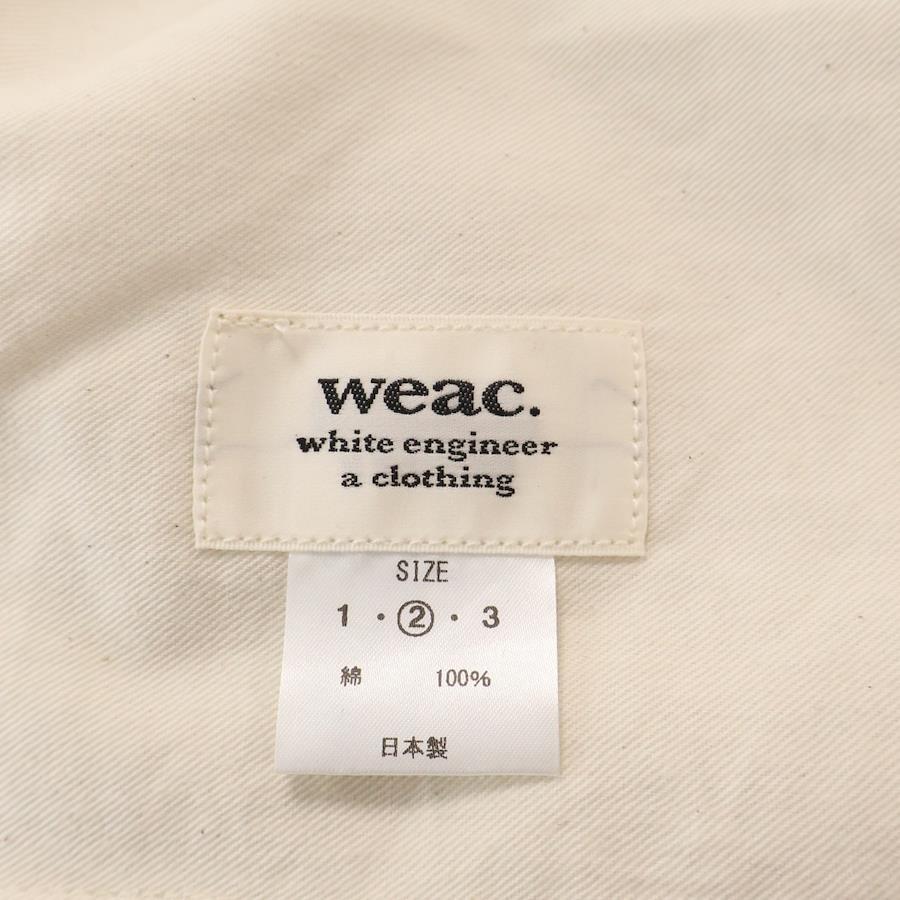 weac.
white engineer
a clothing
SIZE
1・②・3
綿 100%
日本製